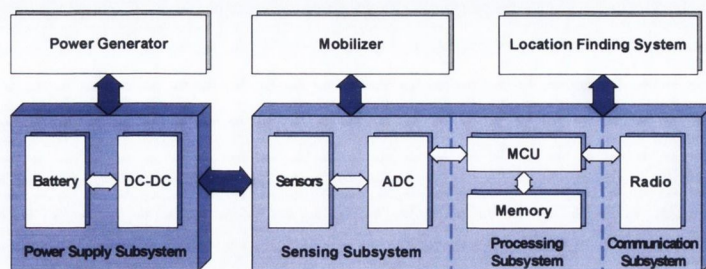 Power Generator
Mobilizer
Location Finding System
Battery
DC-DC
Sensors
ADC
MCU
Memory
Radio
Power Supply Subsystem
Sensing Subsystem
Processing
Subsystem
Communication
Subsystem